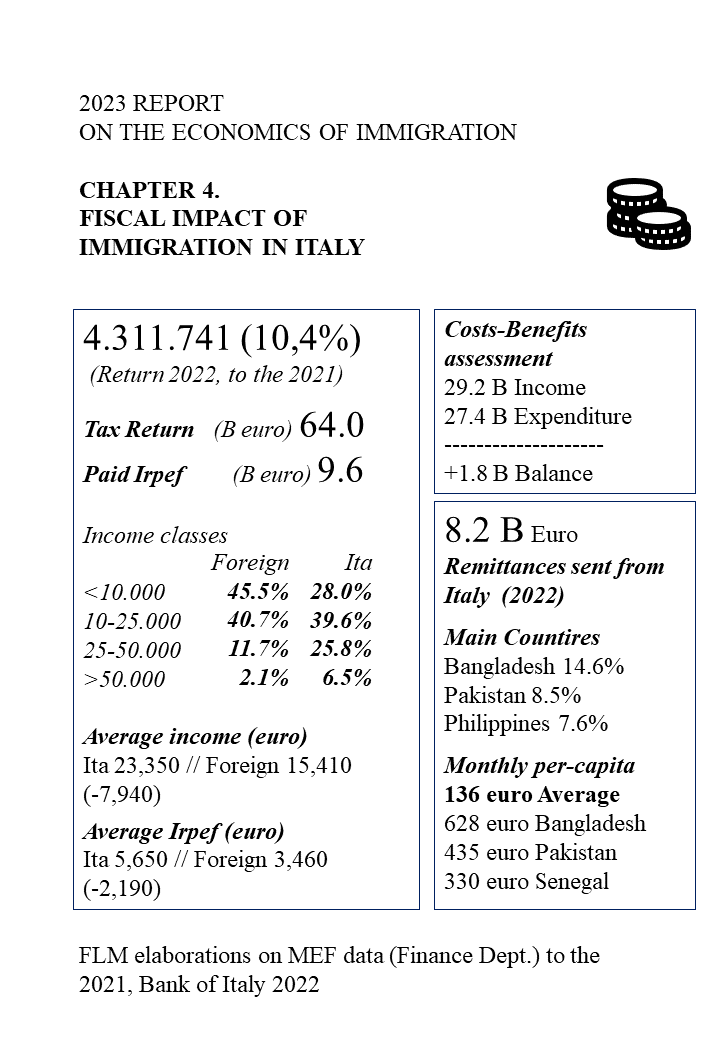 2023 REPORT
ON THE ECONOMICS OF IMMIGRATION
CHAPTER 4.
FISCAL IMPACT OF
IMMIGRATION IN ITALY
4.311.741 (10,4%)
(Return 2022, to the 2021)
Tax Return (B euro) 64.0
Paid Irpef (B euro) 9.6
Income classes
Foreign Ita
<10.000 45.5% 28.0%
10-25.000 40.7% 39.6%
25-50.000 11.7% 25.8%
>50.000 2.1% 6.5%
Average income (euro)
Ita 23,350 // Foreign 15,410
(-7,940)
Average Irpef (euro)
Ita 5,650 // Foreign 3,460
(-2,190)
Costs-Benefits
assessment
29.2 B Income
27.4 B Expenditure
--------------------
+1.8 B Balance
8.2 B Euro
Remittances sent from
Italy (2022)
Main Countires
Bangladesh 14.6%
Pakistan 8.5%
Philippines 7.6%
Monthly per-capita
136 euro Average
628 euro Bangladesh
435 euro Pakistan
330 euro Senegal
FLM elaborations on MEF data (Finance Dept.) to the
2021, Bank of Italy 2022